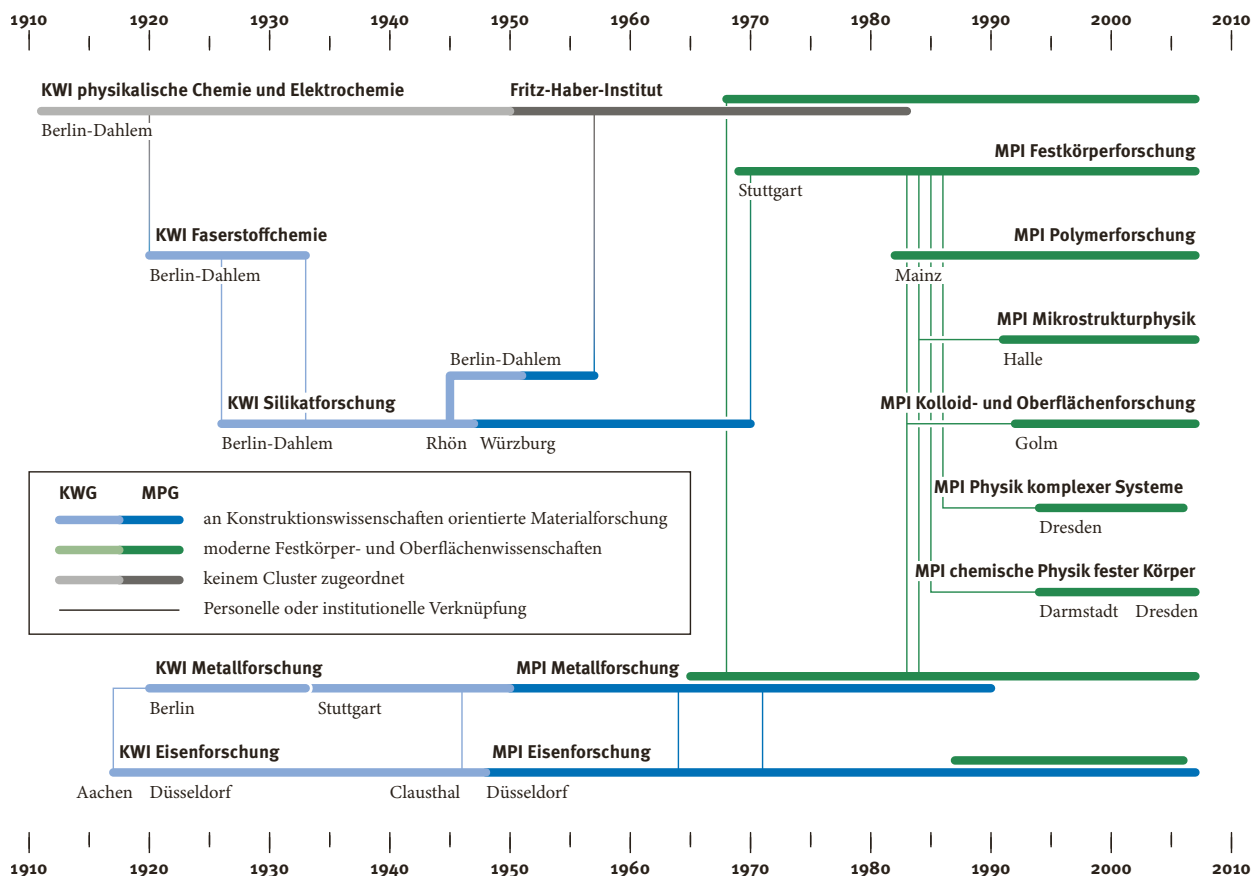 1910 1920 1930 1940 1950 1960 1970 1980 1990 2000 2010
KWI physikalische Chemie und Elektrochemie
Fritz-Haber-Institut
Berlin-Dahlem
MPI Festkörperforschung
Stuttgart
KWI Faserstoffchemie
MPI Polymerforschung
Berlin-Dahlem
Mainz
MPI Mikrostrukturphysik
Berlin-Dahlem
Halle
KWI Silikatforschung
MPI Kolloid- und Oberflächenforschung
Berlin-Dahlem
Rhön
Würzburg
Golm
KWG MPG
an Konstruktionswissenschaften orientierte Materialforschung
moderne Festkörper- und Oberflächenwissenschaften
keinem Cluster zugeordnet
Personelle oder institutionelle Verknüpfung
MPI Physik komplexer Systeme
Dresden
MPI chemische Physik fester Körper
Darmstadt Dresden
KWI Metallforschung
MPI Metallforschung
Berlin
Stuttgart
KWI Eisenforschung
MPI Eisenforschung
Aachen Düsseldorf
Clausthal Düsseldorf
1910 1920 1930 1940 1950 1960 1970 1980 1990 2000 2010